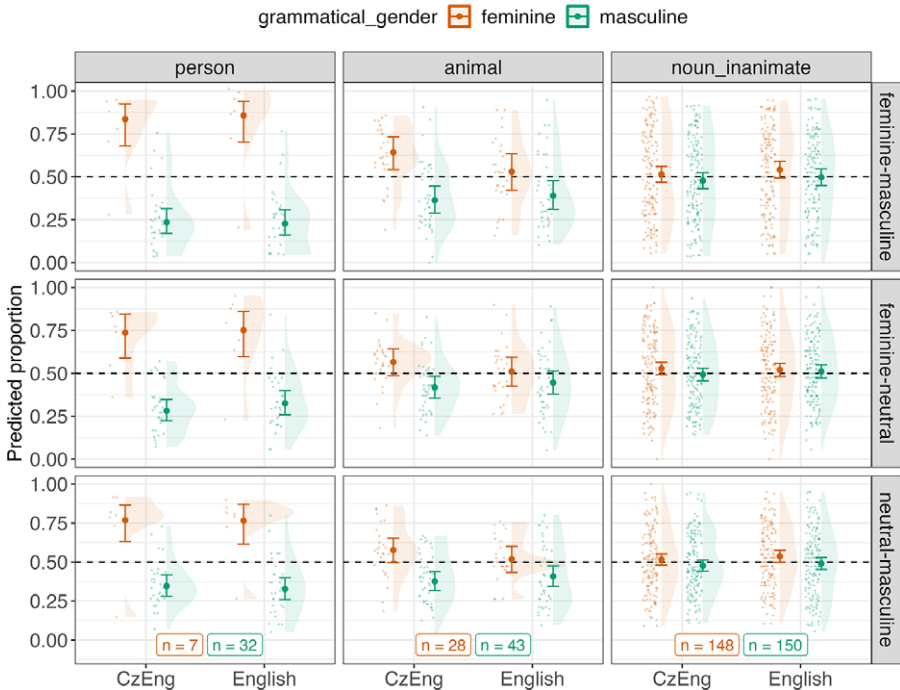 grammatical_gender feminine masculine
person animal noun_inanimate
1.00
0.75
0.50
0.25
0.00
feminine-masculine
1.00
0.75
0.50
0.25
0.00
feminine-neutral
1.00
0.75
0.50
0.25
0.00
neutral-masculine
Predicted proportion
n = 7 n = 32 n = 28 n = 43 n = 148 n = 150
CzEng English CzEng English CzEng English